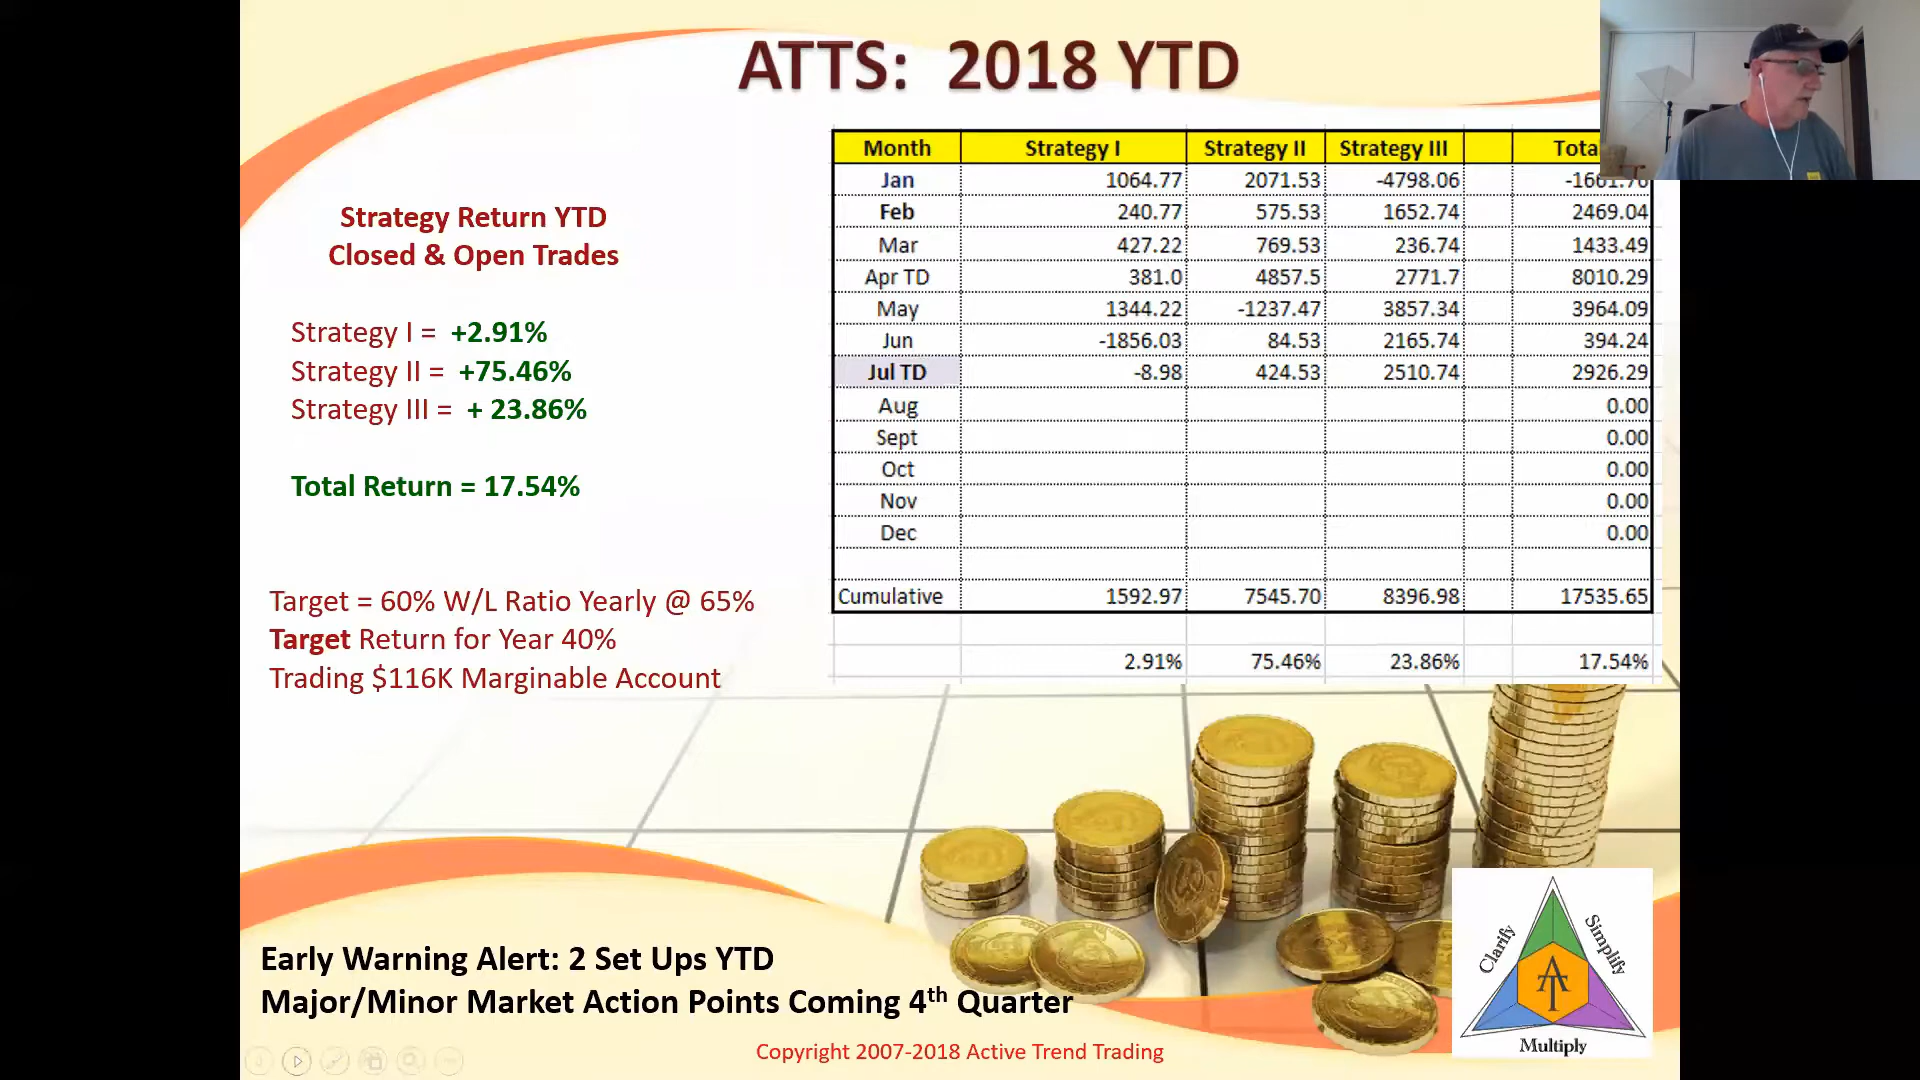 ATTS: 2018 YTD
Strategy Return YTD
Closed & Open Trades
Strategy I = +2.91%
Strategy II = +75.46%
Strategy III = + 23.86%
Total Return = 17.54%
Target = 60% W/L Ratio Yearly @ 65%
Target Return for Year 40%
Trading $116K Marginable Account
Month Strategy I Strategy II Strategy III
Jan 1064.77 2071.53 -4798.06
Feb 240.77 575.53 1652.74 2469.04
Mar 427.22 769.53 236.74 1433.49
Apr TD 381.0 4857.5 2771.7 8010.29
May 1344.22 -1237.47 3857.34 3964.09
Jun -1856.03 84.53 2165.74 394.24
Jul TD -8.98 424.53 2510.74 2926.29
Aug 0.00
Sept 0.00
Oct 0.00
Nov 0.00
Dec 0.00
Cumulative 1592.97 7545.70 8396.98 17535.65
2.91% 75.46% 23.86% 17.54%
Early Warning Alert: 2 Set Ups YTD
Major/Minor Market Action Points Coming 4th Quarter
Copyright 2007-2018 Active Trend Trading
Clarify
Simplify
AT
Multiply